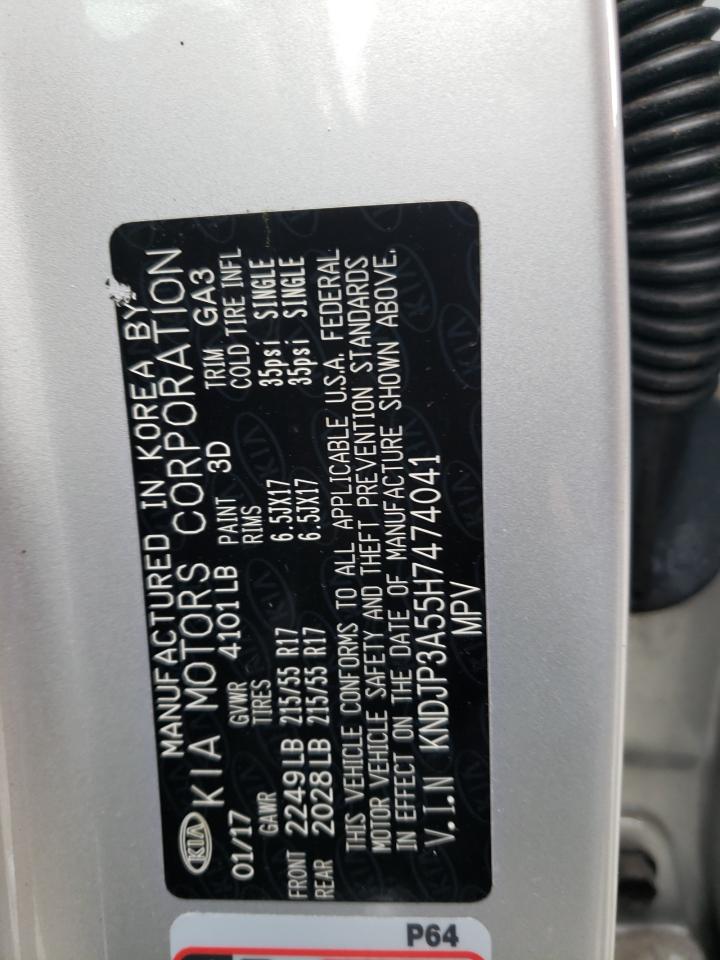 MANUFACTURED IN KOREA BY
KIA KIA MOTORS CORPORATION
01/17 GVWR 4101LB PAINT 3D TRIM GA3
GAWR TIRES RIMS COLD TIRE INFL
FRONT 2249LB 215/55 R17 6.5JX17 35psi SINGLE
REAR 2028LB 215/55 R17 6.5JX17 35psi SINGLE
THIS VEHICLE CONFORMS TO ALL APPLICABLE U.S.A. FEDERAL
MOTOR VEHICLE SAFETY AND THEFT PREVENTION STANDARDS
IN EFFECT ON THE DATE OF MANUFACTURE SHOWN ABOVE.
V.I.N KNDJP3A55H7474041
MPV
P64